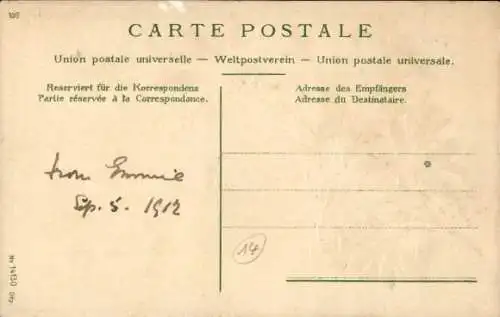 CARTE POSTALE
Union postale universelle — Weltpostverein — Union postale universale.
Reserviert für die Korrespondenz
Partie réservée à la Correspondance.
Adresse des Empfängers
Adresse du Destinataire.
from Emmie
Sep. 5. 1912
14